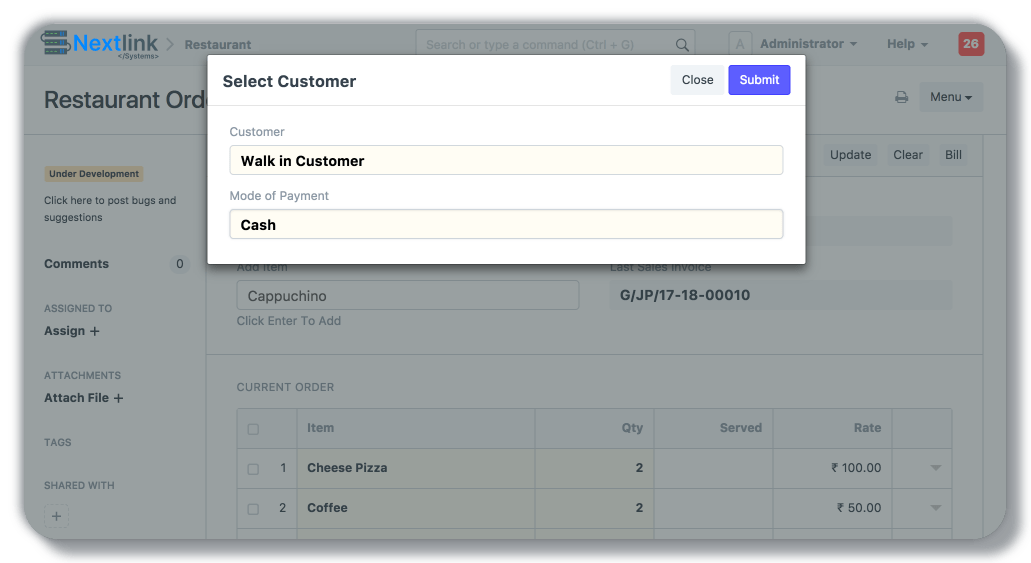 Nextlink
</Systems>
Restaurant
Search or type a command (Ctrl + G)
A
Administrator
Help
26
Restaurant Ord
Menu
Select Customer
Close
Submit
Customer
Walk in Customer
Mode of Payment
Cash
Update
Clear
Bill
Under Development
Click here to post bugs and
suggestions
Comments 0
ASSIGNED TO
Assign +
ATTACHMENTS
Attach File +
TAGS
SHARED WITH
+
Add Item
Cappuchino
Click Enter To Add
Last Sales Invoice
G/JP/17-18-00010
CURRENT ORDER
Item Qty Served Rate
1 Cheese Pizza 2 ₹ 100.00
2 Coffee 2 ₹ 50.00